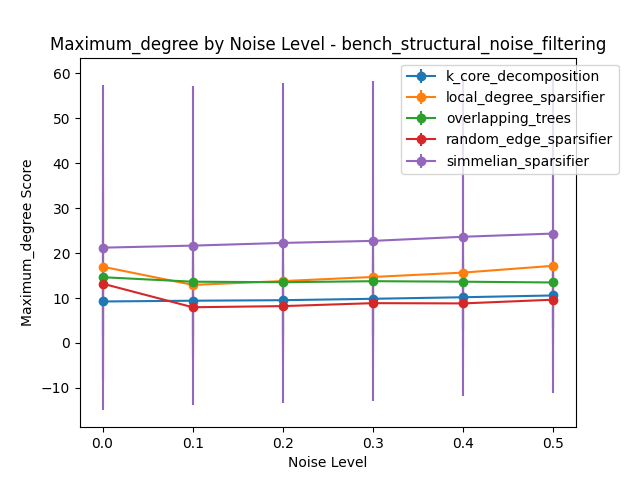 Maximum_degree by Noise Level - bench_structural_noise_filtering
k_core_decomposition
local_degree_sparsifier
overlapping_trees
random_edge_sparsifier
simmelian_sparsifier
Maximum_degree Score
60
50
40
30
20
10
0
−10
0.0
0.1
0.2
0.3
0.4
0.5
Noise Level